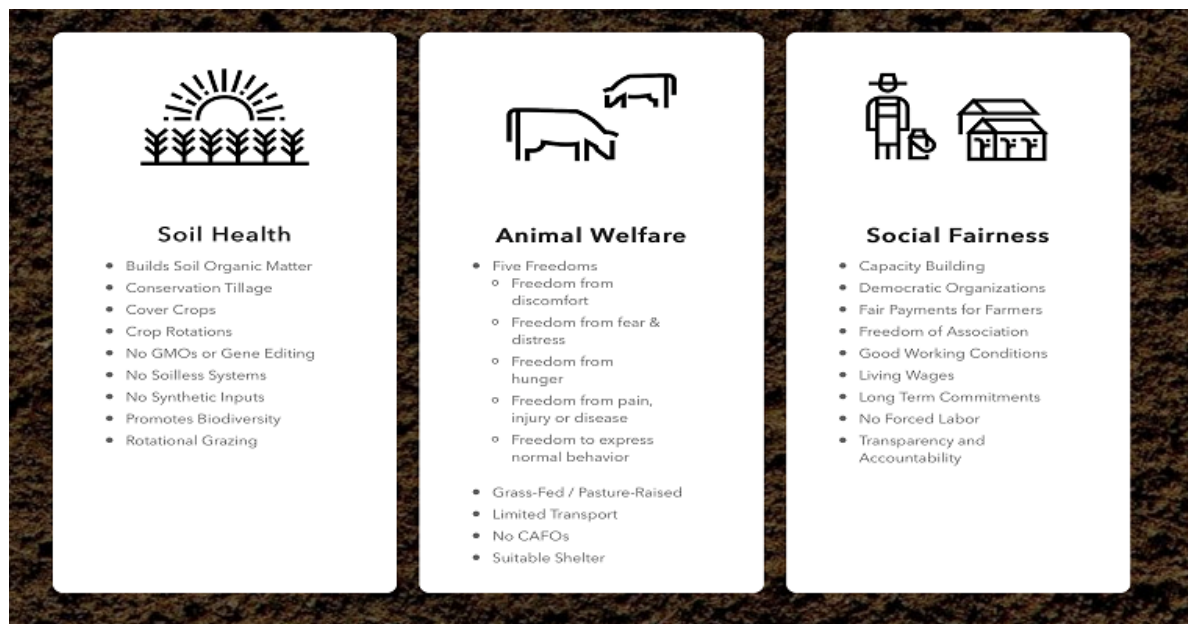 Soil Health
Builds Soil Organic Matter
Conservation Tillage
Cover Crops
Crop Rotations
No GMOs or Gene Editing
No Soilless Systems
No Synthetic Inputs
Promotes Biodiversity
Rotational Grazing
Animal Welfare
Five Freedoms
Freedom from
discomfort
Freedom from fear &
distress
Freedom from
hunger
Freedom from pain,
injury or disease
Freedom to express
normal behavior
Grass-Fed / Pasture-Raised
Limited Transport
No CAFOs
Suitable Shelter
Social Fairness
Capacity Building
Democratic Organizations
Fair Payments for Farmers
Freedom of Association
Good Working Conditions
Living Wages
Long Term Commitments
No Forced Labor
Transparency and
Accountability